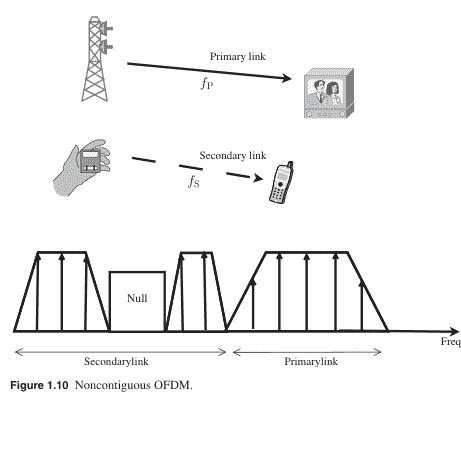 Primary link
fP
Secondary link
fS
Null
Freq
Secondarylink
Primarylink
Figure 1.10 Noncontiguous OFDM.